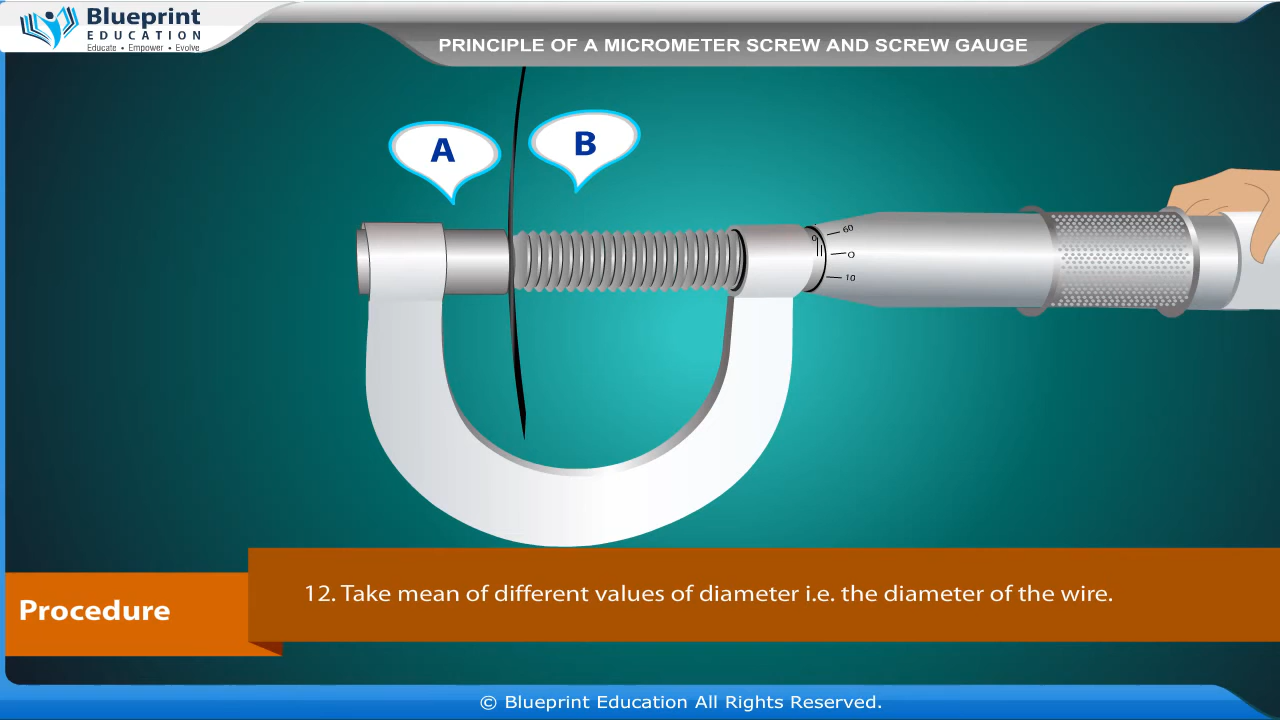 Blueprint
EDUCATION
Educate • Empower • Evolve
PRINCIPLE OF A MICROMETER SCREW AND SCREW GAUGE
A
B
60
0
O
10
12. Take mean of different values of diameter i.e. the diameter of the wire.
Procedure
© Blueprint Education All Rights Reserved.